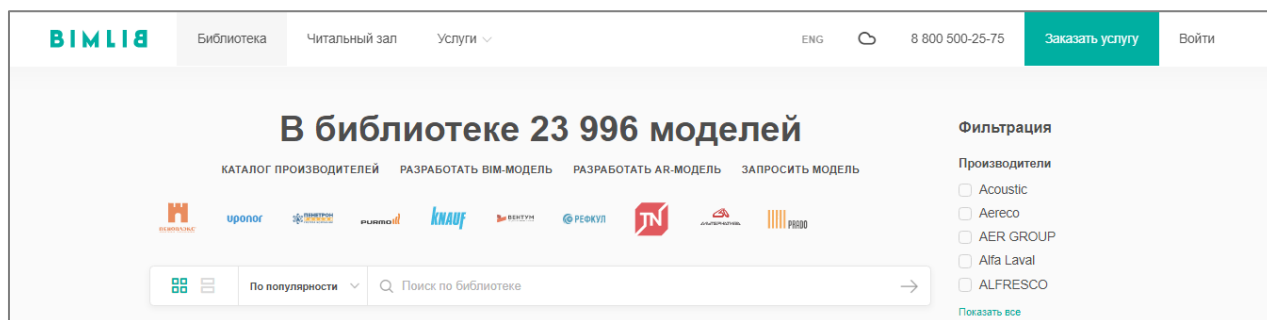 BIMLIB
Библиотека
Читальный зал
Услуги
ENG
8 800 500-25-75
Заказать услугу
Войти
В библиотеке 23 996 моделей
КАТАЛОГ ПРОИЗВОДИТЕЛЕЙ
РАЗРАБОТАТЬ BIM-МОДЕЛЬ
РАЗРАБОТАТЬ AR-МОДЕЛЬ
ЗАПРОСИТЬ МОДЕЛЬ
uponor
ПЕНЕТРОН
PURMO
KNAUF
ВЕНТУМ
РЕФКУЛ
TN
PRADO
По популярности
Поиск по библиотеке
Фильтрация
Производители
Acoustic
Aereco
AER GROUP
Alfa Laval
ALFRESCO
Показать все